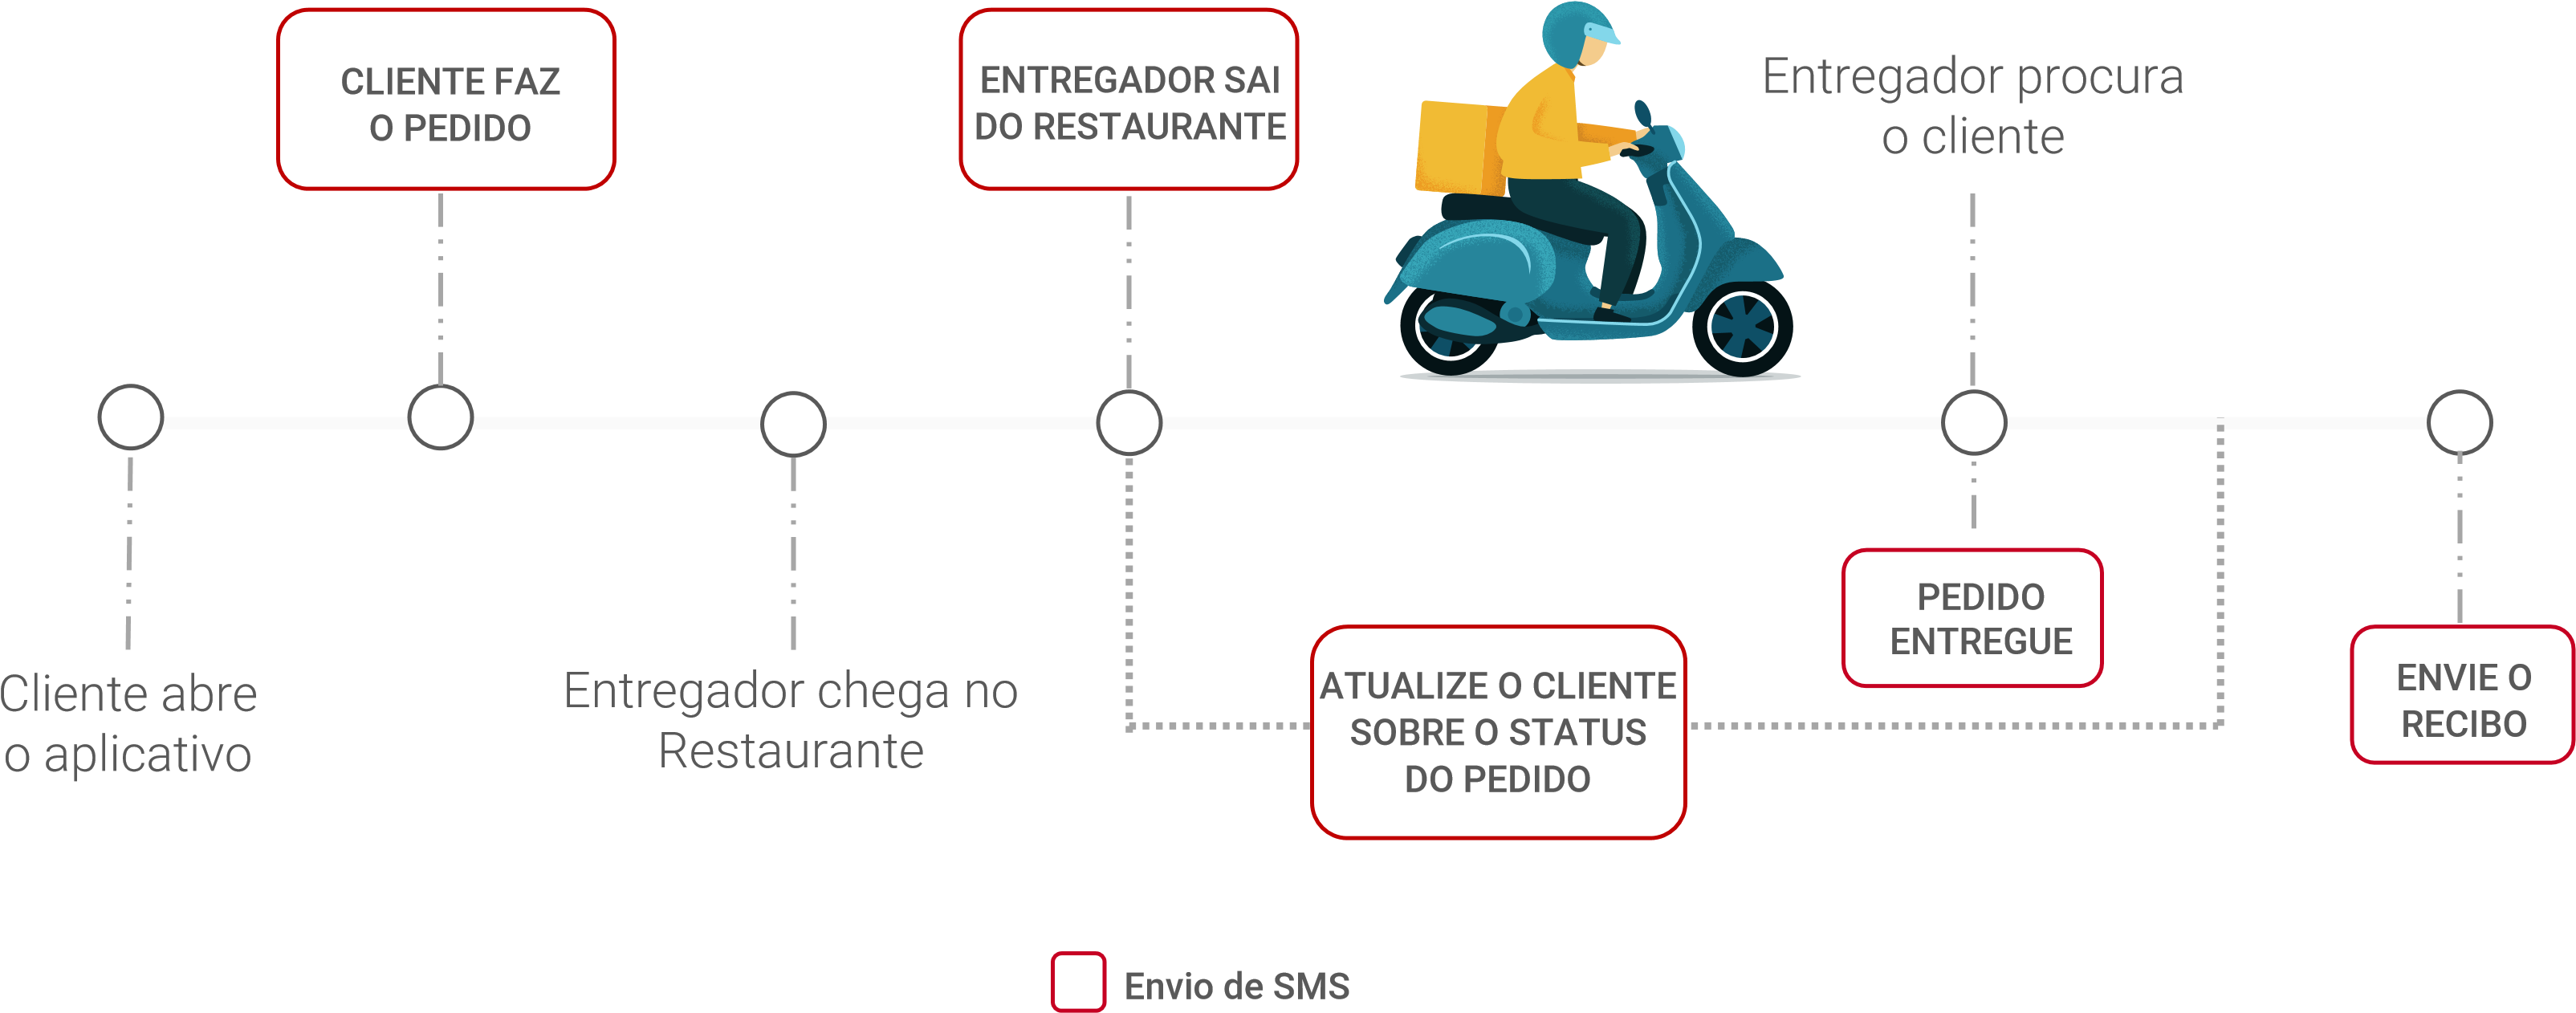 CLIENTE FAZ
O PEDIDO
ENTREGADOR SAI
DO RESTAURANTE
Entregador procura
o cliente
Cliente abre
o aplicativo
Entregador chega no
Restaurante
ATUALIZE O CLIENTE
SOBRE O STATUS
DO PEDIDO
PEDIDO
ENTREGUE
ENVIE O
RECIBO
Envio de SMS